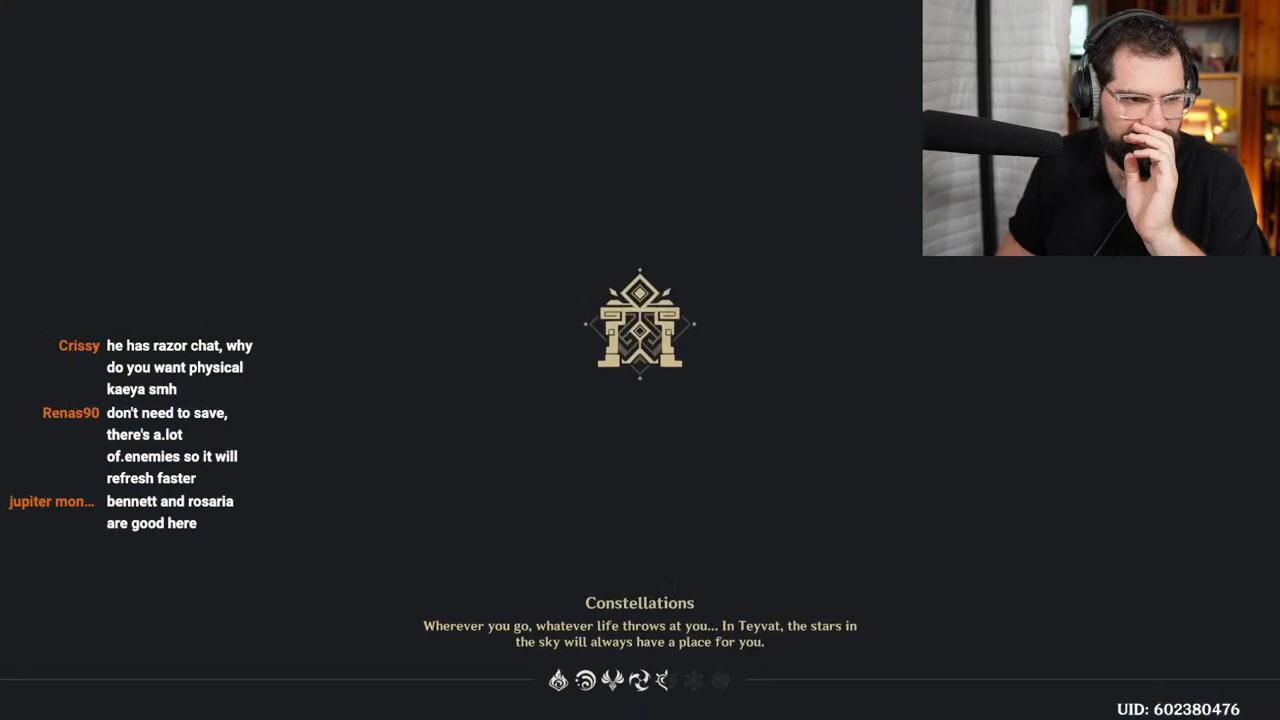 Crissy he has razor chat, why
do you want physical
kaeya smh
Renas90 don't need to save,
there's a.lot
of.enemies so it will
refresh faster
jupiter mon... bennett and rosaria
are good here
Constellations
Wherever you go, whatever life throws at you... In Teyvat, the stars in
the sky will always have a place for you.
UID: 602380476